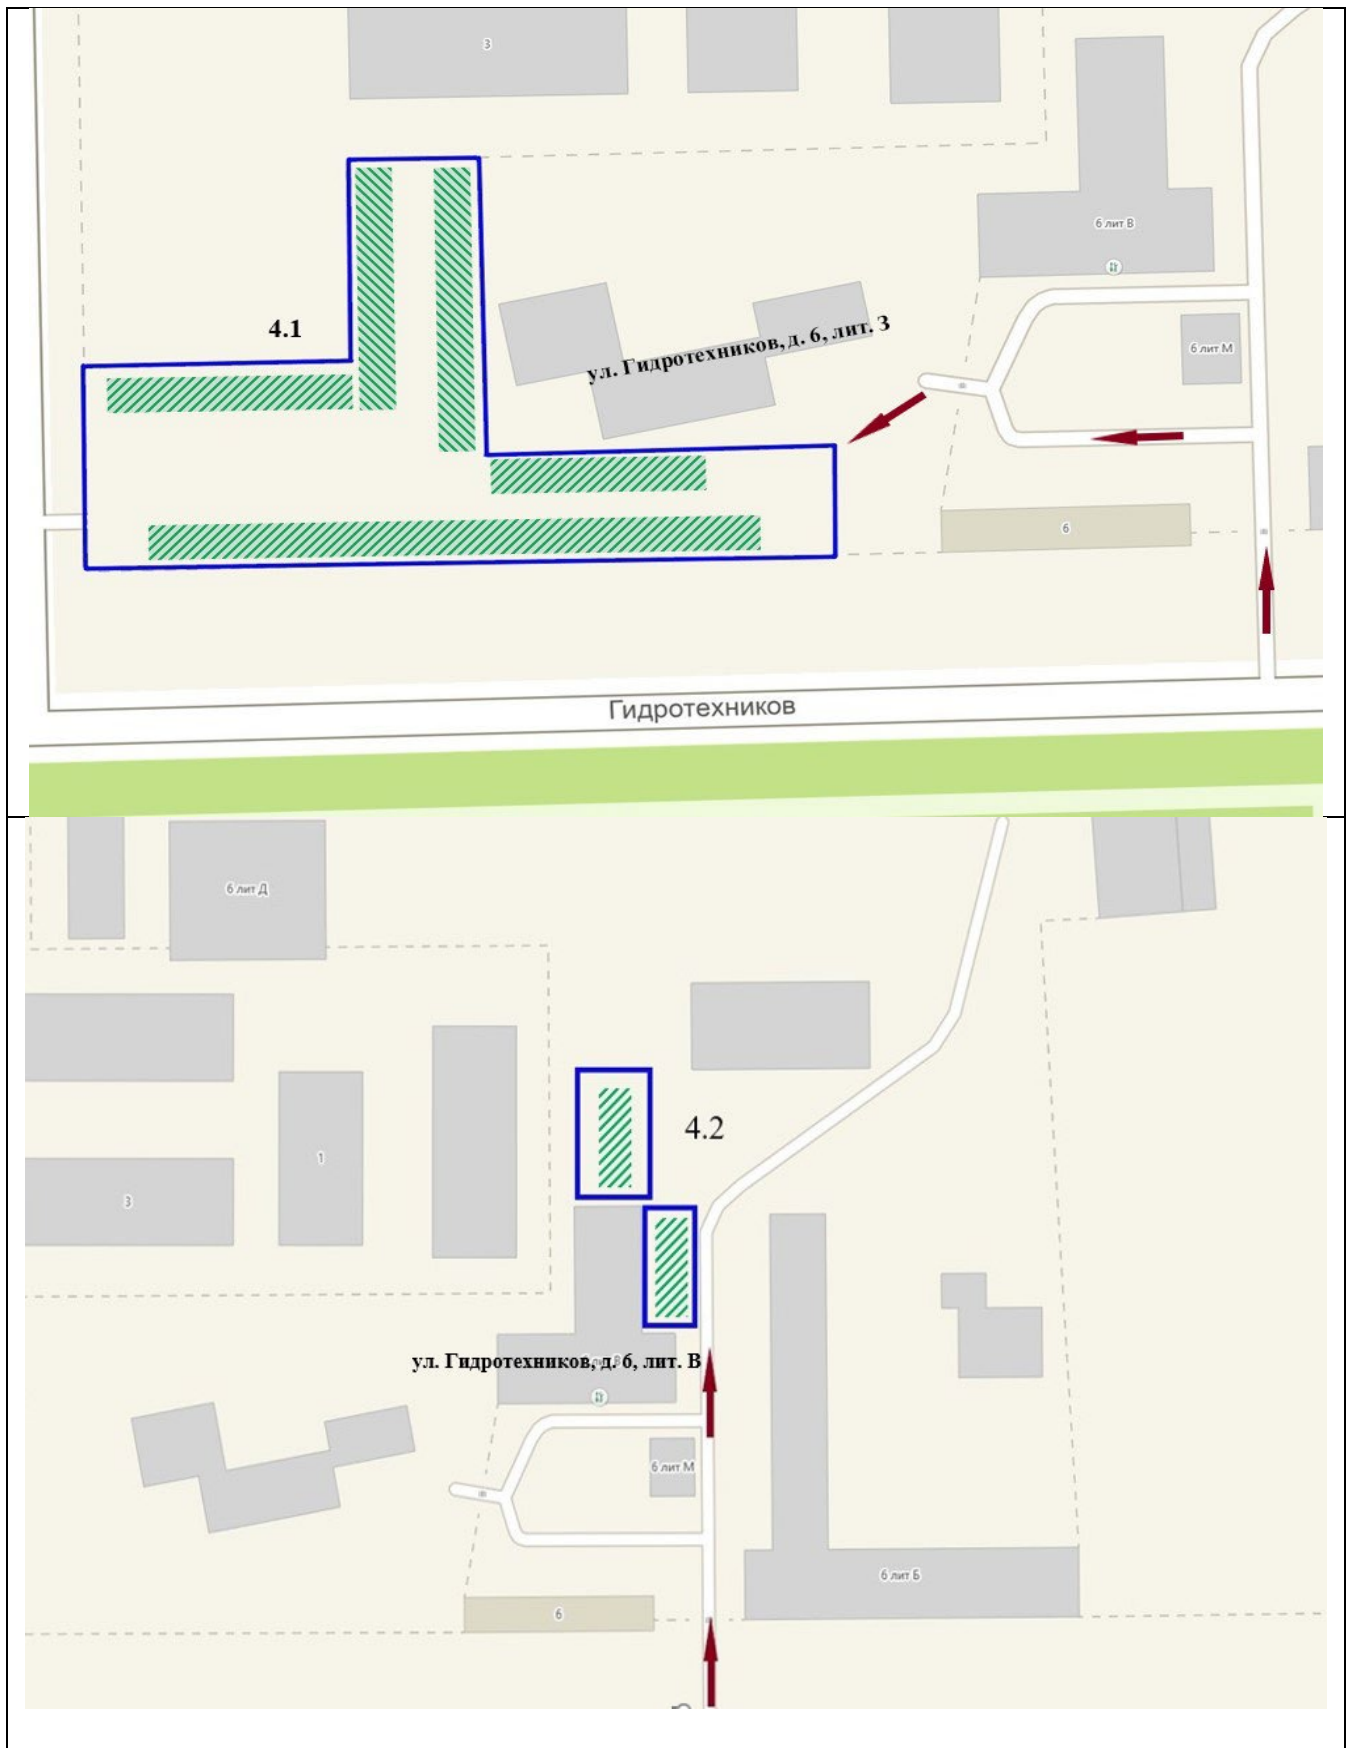 3
6 лит В
4.1
ул. Гидротехников, д. 6, лит. З
6 лит М
6
Гидротехников
6 лит Д
4.2
1
3
ул. Гидротехников, д. 6, лит. В
6 лит М
6 лит Б
6